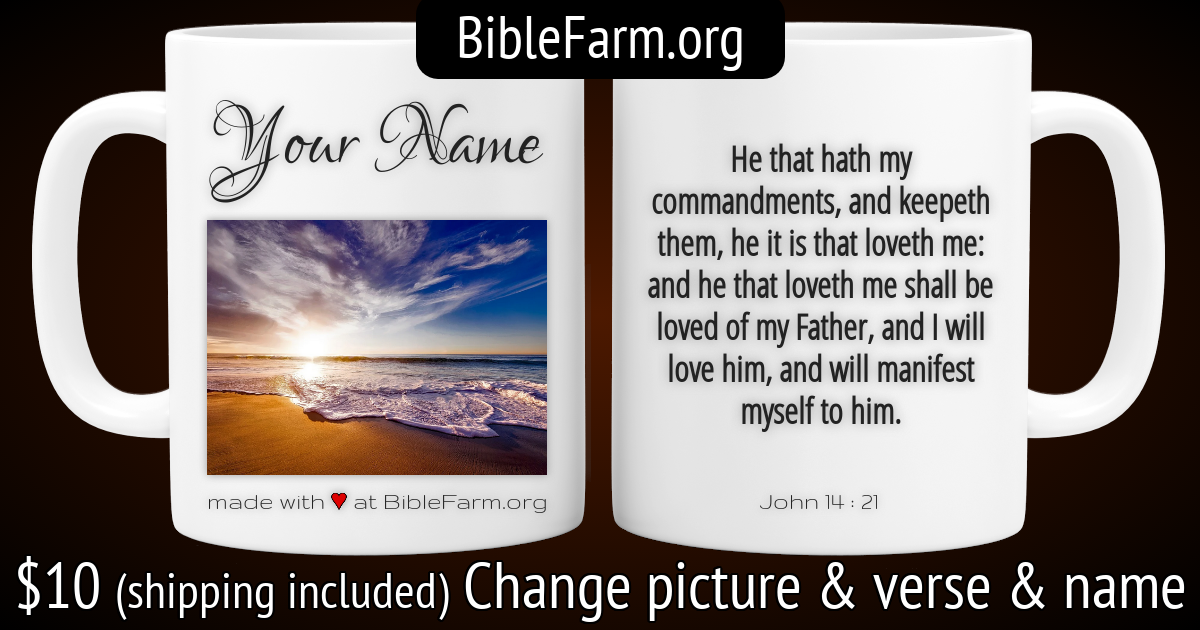 BibleFarm.org
Your Name
made with ❤ at BibleFarm.org
He that hath my
commandments, and keepeth
them, he it is that loveth me:
and he that loveth me shall be
loved of my Father, and I will
love him, and will manifest
myself to him.
John 14 : 21
$10 (shipping included) Change picture & verse & name